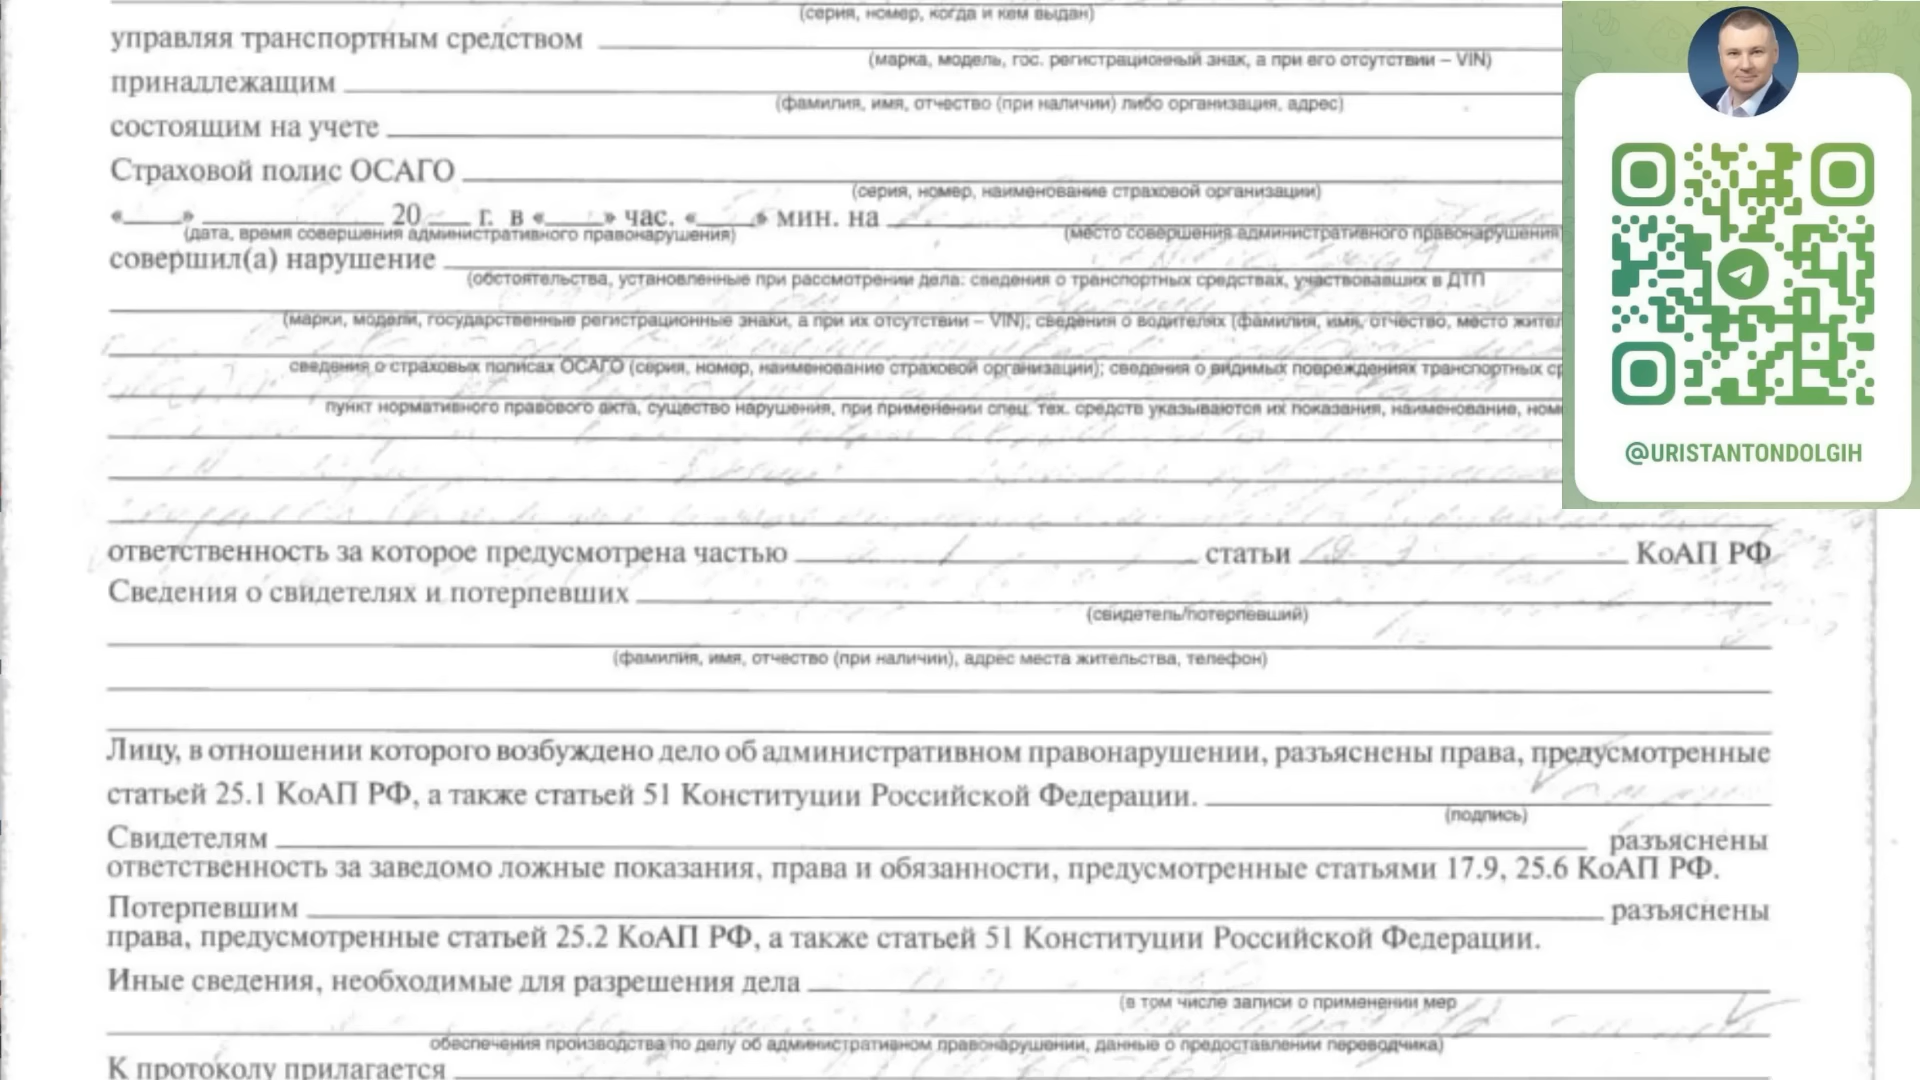 (серия, номер, когда и кем выдан)
управляя транспортным средством
(марка, модель, гос. регистрационный знак, а при его отсутствии – VIN)
принадлежащим
(фамилия, имя, отчество (при наличии) либо организация, адрес)
состоящим на учете
Страховой полис ОСАГО
(серия, номер, наименование страховой организации)
«____» ____________ 20 ___ г. в «____» час. «____» мин. на
(дата, время совершения административного правонарушения) (место совершения административного правонарушения)
совершил(а) нарушение
(обстоятельства, установленные при рассмотрении дела: сведения о транспортных средствах, участвовавших в ДТП
(марки, модели, государственные регистрационные знаки, а при их отсутствии – VIN); сведения о водителях (фамилия, имя, отчество, место жител
сведения о страховых полисах ОСАГО (серия, номер, наименование страховой организации); сведения о видимых повреждениях транспортных ср
пункт нормативного правового акта, существо нарушения, при применении спец. тех. средств указываются их показания, наименование, ном
ответственность за которое предусмотрена частью 1 статьи 19 3 КоАП РФ
Сведения о свидетелях и потерпевших
(свидетель/потерпевший)
(фамилия, имя, отчество (при наличии), адрес места жительства, телефон)
Лицу, в отношении которого возбуждено дело об административном правонарушении, разъяснены права, предусмотренные
статьей 25.1 КоАП РФ, а также статьей 51 Конституции Российской Федерации.
(подпись)
Свидетелям разъяснены
ответственность за заведомо ложные показания, права и обязанности, предусмотренные статьями 17.9, 25.6 КоАП РФ.
Потерпевшим разъяснены
права, предусмотренные статьей 25.2 КоАП РФ, а также статьей 51 Конституции Российской Федерации.
Иные сведения, необходимые для разрешения дела
(в том числе записи о применении мер
обеспечения производства по делу об административном правонарушении, данные о предоставлении переводчика)
К протоколу прилагается
@URISTANTONDOLGIH